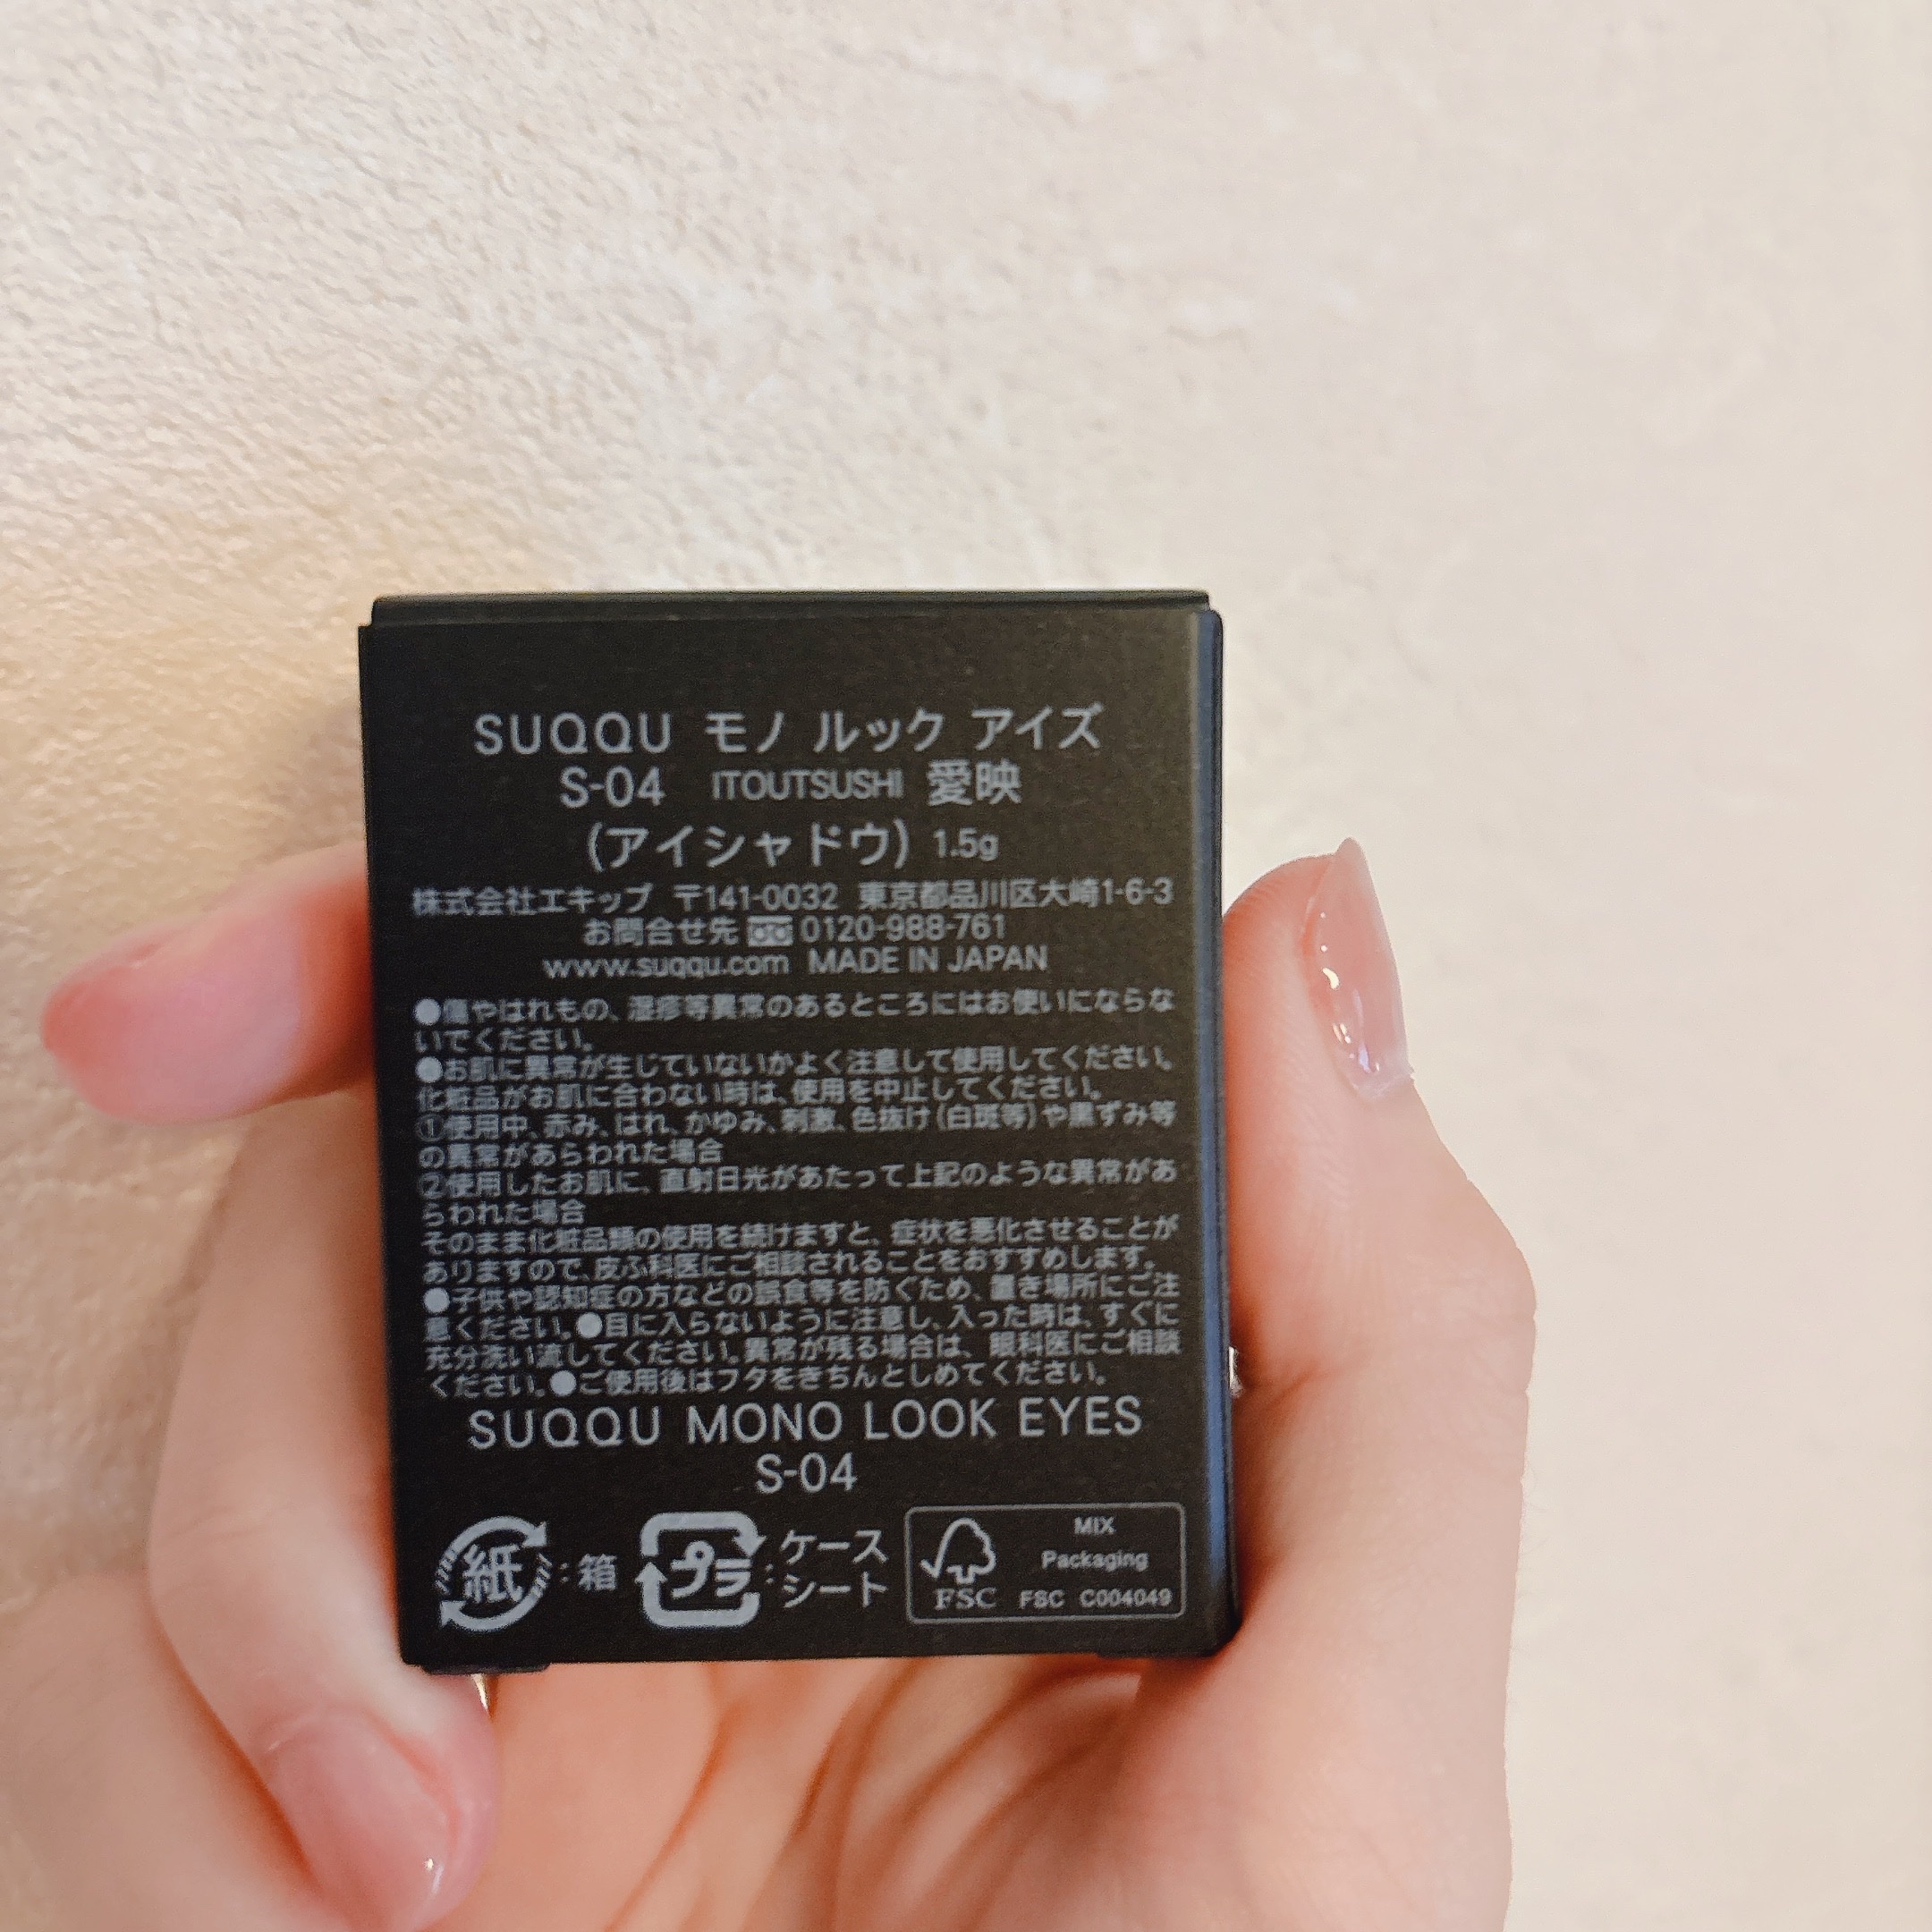 SUQQU モノ ルック アイズ
S-04 ITOUTSUSHI 愛映
(アイシャドウ) 1.5g
株式会社エキップ 〒141-0032 東京都品川区大崎1-6-3
お問合せ先 0120-988-761
www.suqqu.com MADE IN JAPAN
●傷やはれもの、湿疹等異常のあるところにはお使いにならな
いでください。
●お肌に異常が生じていないかよく注意して使用してください。
化粧品がお肌に合わない時は、使用を中止してください。
①使用中、赤み、はれ、かゆみ、刺激、色抜け(白斑等)や黒ずみ等
の異常があらわれた場合
②使用したお肌に、直射日光があたって上記のような異常があ
らわれた場合
そのまま化粧品類の使用を続けますと、症状を悪化させることが
ありますので、皮ふ科医にご相談されることをおすすめします。
●子供や認知症の方などの誤食等を防ぐため、置き場所にご注
意ください。●目に入らないように注意し、入った時は、すぐに
充分洗い流してください。異常が残る場合は、眼科医にご相談
ください。●ご使用後はフタをきちんとしめてください。
SUQQU MONO LOOK EYES
S-04
紙:箱 プラ:ケース
シート
MIX
Packaging
FSC FSC C004049